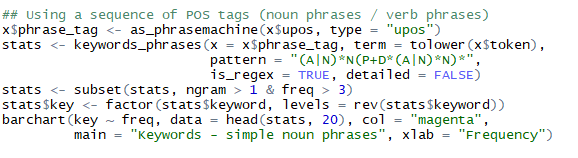 ## Using a sequence of POS tags (noun phrases / verb phrases)
x$phrase_tag <- as_phrasemachine(x$upos, type = "upos")
stats <- keywords_phrases(x = x$phrase_tag, term = tolower(x$token),
                          pattern = "(A|N)*N(P+D*(A|N)*N)*",
                          is_regex = TRUE, detailed = FALSE)
stats <- subset(stats, ngram > 1 & freq > 3)
stats$key <- factor(stats$keyword, levels = rev(stats$keyword))
barchart(key ~ freq, data = head(stats, 20), col = "magenta",
         main = "Keywords - simple noun phrases", xlab = "Frequency")